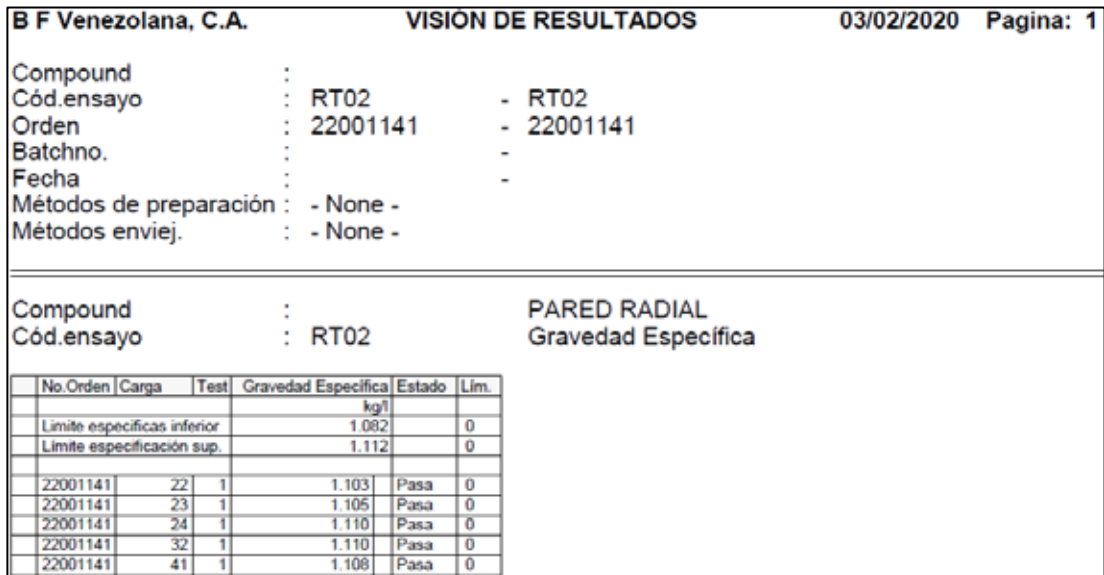 B F Venezolana, C.A. VISIÓN DE RESULTADOS 03/02/2020 Pagina: 1
Compound :
Cód.ensayo : RT02 - RT02
Orden : 22001141 - 22001141
Batchno. : -
Fecha : -
Métodos de preparación : - None -
Métodos enviej. : - None -
Compound : PARED RADIAL
Cód.ensayo : RT02 Gravedad Específica
No.Orden Carga Test Gravedad Especifica Estado Lím.
kg/l
Limite especificas inferior 1.082 0
Limite especificación sup. 1.112 0
22001141 22 1 1.103 Pasa 0
22001141 23 1 1.105 Pasa 0
22001141 24 1 1.110 Pasa 0
22001141 32 1 1.110 Pasa 0
22001141 41 1 1.108 Pasa 0